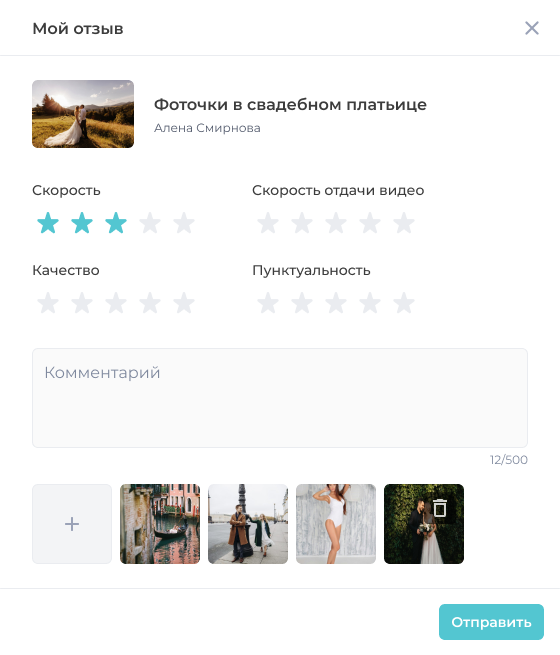 Мой отзыв
Фоточки в свадебном платьице
Алена Смирнова
Скорость
Скорость отдачи видео
Качество
Пунктуальность
Комментарий
12/500
Отправить